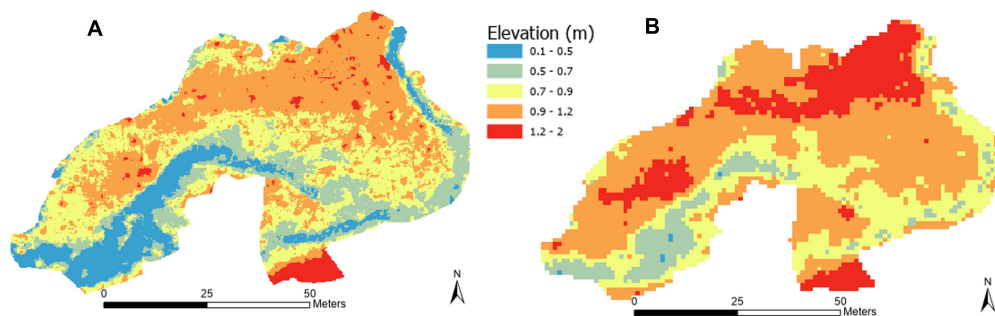 A
Elevation (m)
0.1 - 0.5
0.5 - 0.7
0.7 - 0.9
0.9 - 1.2
1.2 - 2
B
N
0 25 50
Meters
N
0 25 50
Meters